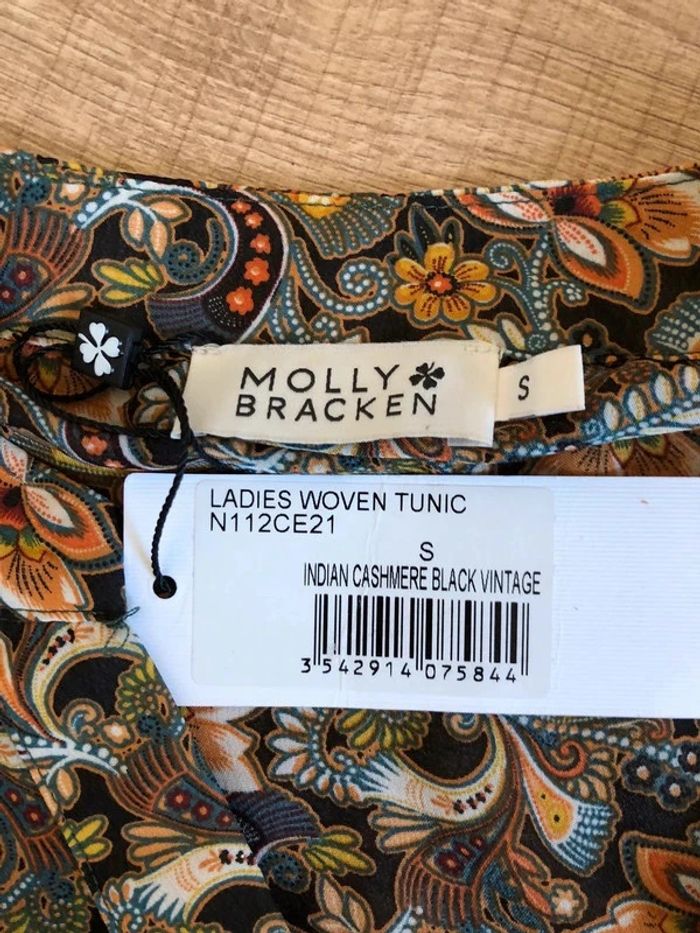 MOLLY
BRACKEN
S
LADIES WOVEN TUNIC
N112CE21
S
INDIAN CASHMERE BLACK VINTAGE
3 542914 075844